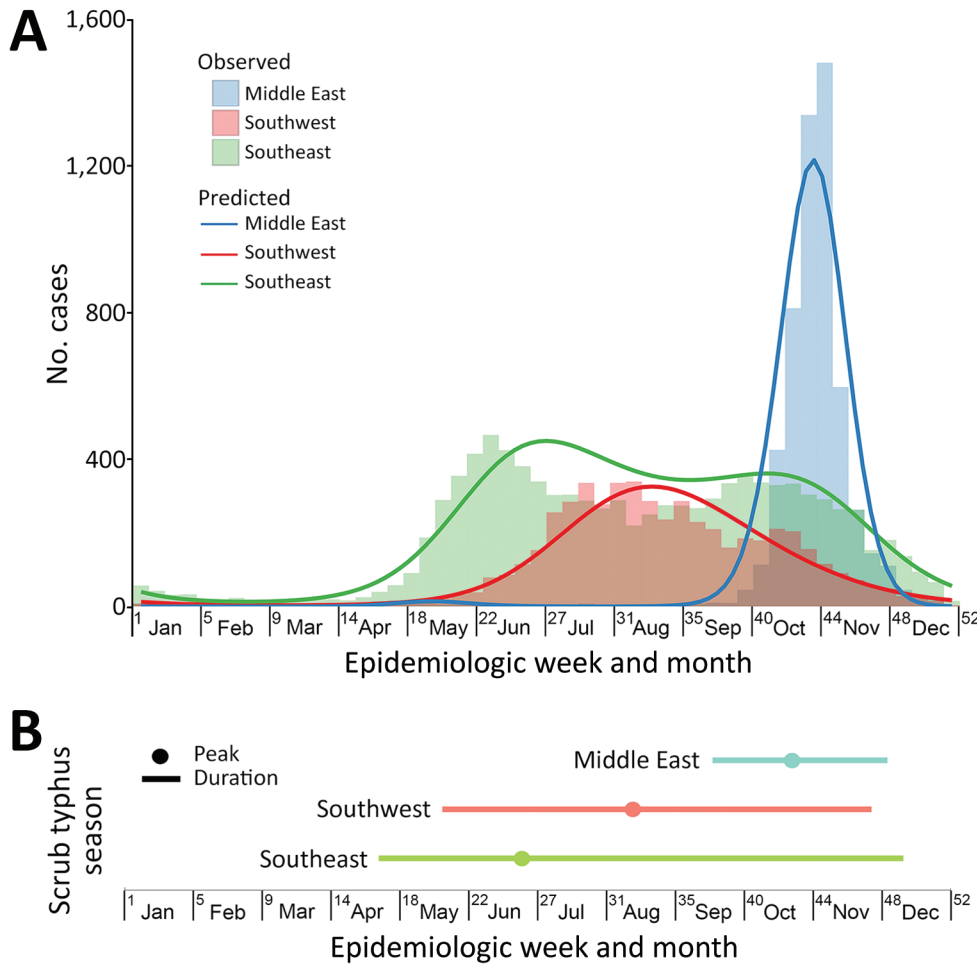 A
1,600
1,200
800
400
0
No. cases
Observed
Middle East
Southwest
Southeast
Predicted
Middle East
Southwest
Southeast
1 Jan 5 Feb 9 Mar 14 Apr 18 May 22 Jun 27 Jul 31 Aug 35 Sep 40 Oct 44 Nov 48 Dec 52
Epidemiologic week and month
B
Scrub typhus
season
Peak
Duration
Middle East
Southwest
Southeast
1 Jan 5 Feb 9 Mar 14 Apr 18 May 22 Jun 27 Jul 31 Aug 35 Sep 40 Oct 44 Nov 48 Dec 52
Epidemiologic week and month